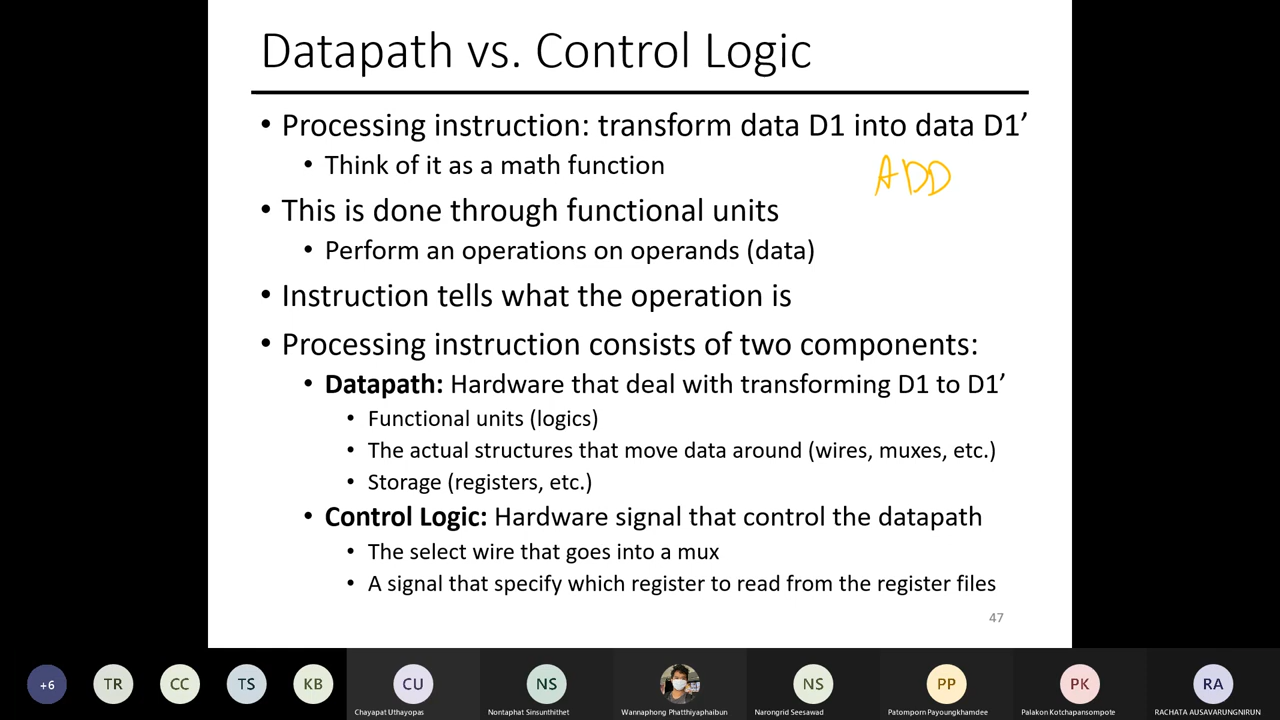 Datapath vs. Control Logic
• Processing instruction: transform data D1 into data D1’
• Think of it as a math function
ADD
• This is done through functional units
• Perform an operations on operands (data)
• Instruction tells what the operation is
• Processing instruction consists of two components:
• Datapath: Hardware that deal with transforming D1 to D1’
• Functional units (logics)
• The actual structures that move data around (wires, muxes, etc.)
• Storage (registers, etc.)
• Control Logic: Hardware signal that control the datapath
• The select wire that goes into a mux
• A signal that specify which register to read from the register files
47
+6 TR CC TS KB CU NS NS PP PK RA
Chayapat Uthayopas Nontaphat Sinsunthithet Wannaphong Phatthiyaphaibun Narongrid Seesawad Patomporn Payoungkhamdee Palakon Kotchapansompote RACHATA AUSAVARUNGNIRUN